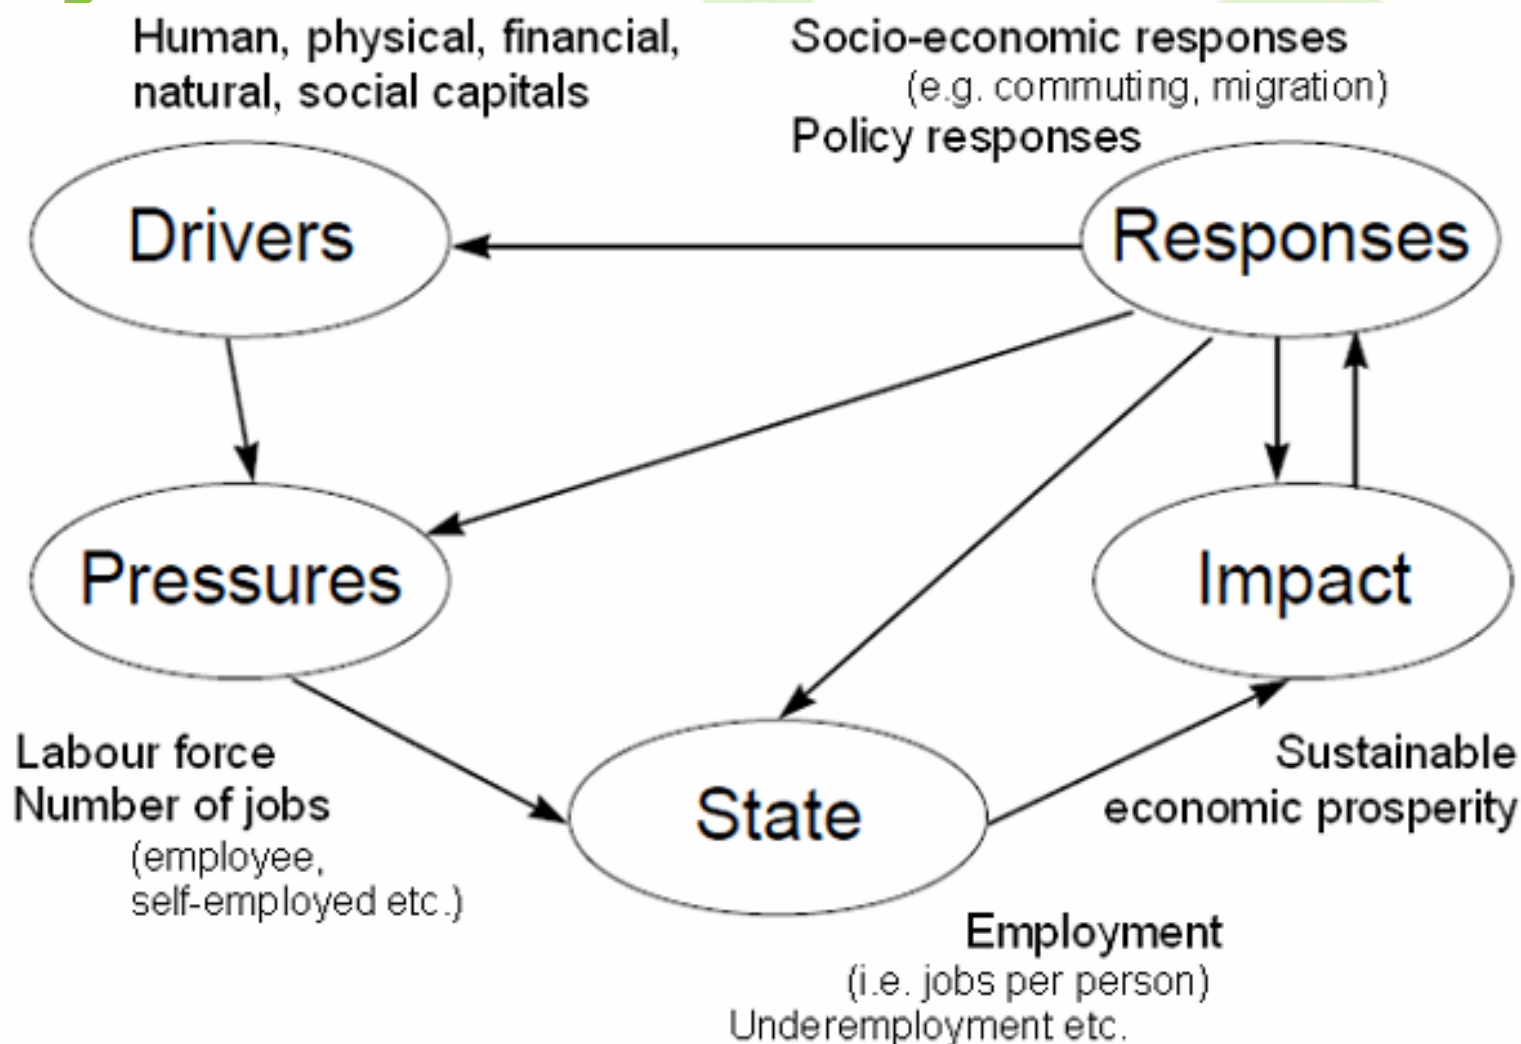 Human, physical, financial,
natural, social capitals
Socio-economic responses
(e.g. commuting, migration)
Policy responses
Drivers
Responses
Pressures
Impact
Labour force
Number of jobs
(employee,
self-employed etc.)
State
Sustainable
economic prosperity
Employment
(i.e. jobs per person)
Underemployment etc.